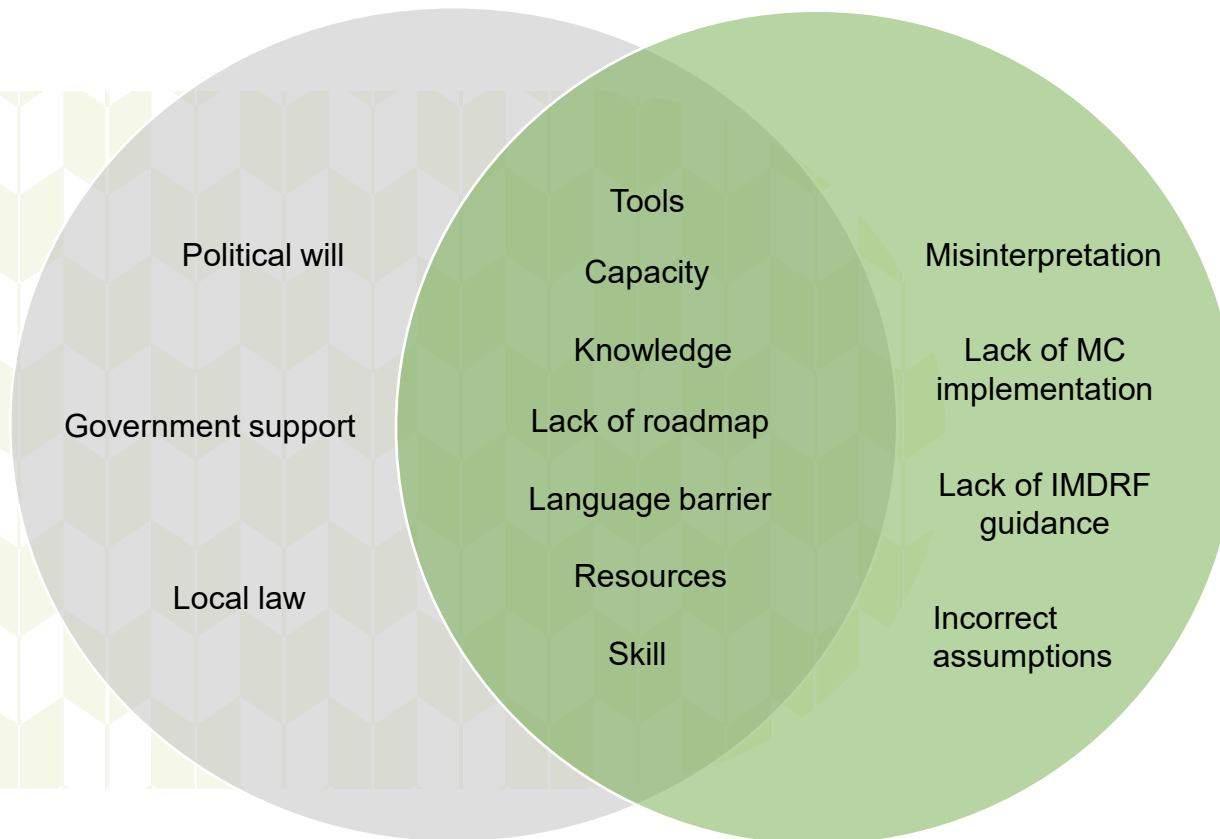 Political will
Government support
Local law
Tools
Capacity
Knowledge
Lack of roadmap
Language barrier
Resources
Skill
Misinterpretation
Lack of MC
implementation
Lack of IMDRF
guidance
Incorrect
assumptions